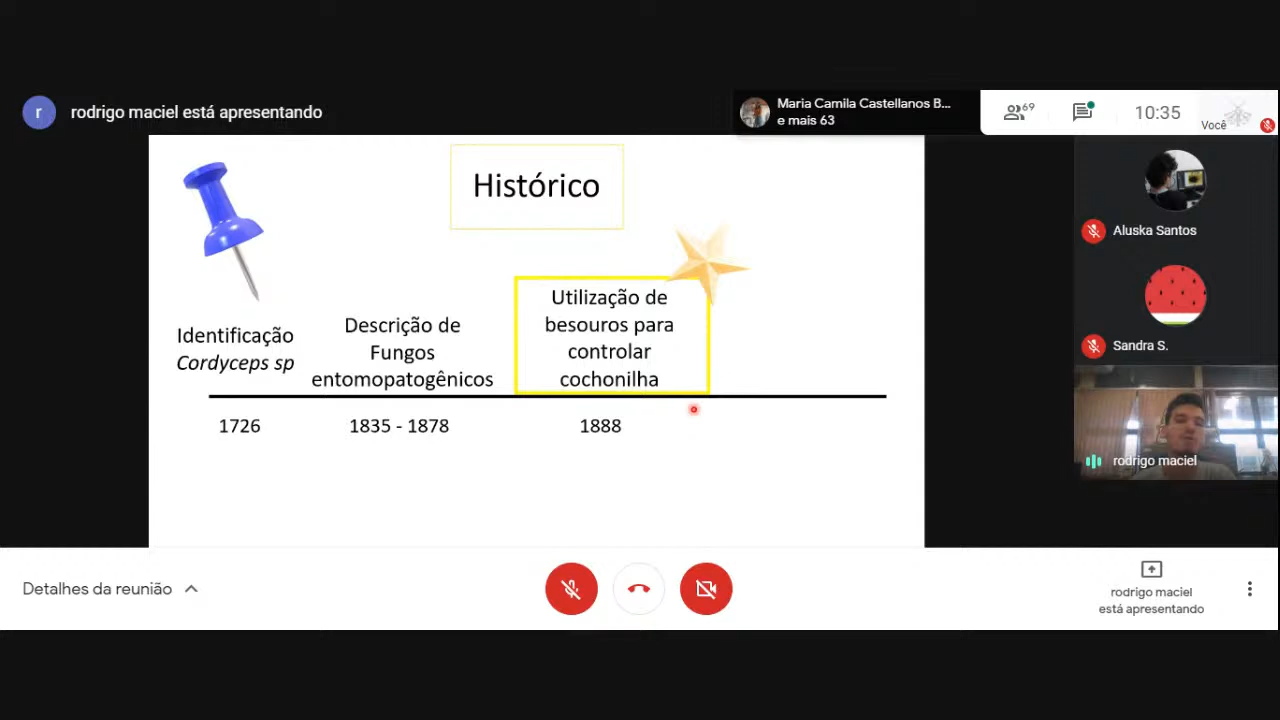 r
rodrigo maciel está apresentando
Maria Camila Castellanos B...
e mais 63
69
10:35
Você
Histórico
Identificação
Cordyceps sp
Descrição de
Fungos
entomopatogênicos
Utilização de
besouros para
controlar
cochonilha
1726
1835 - 1878
1888
Aluska Santos
Sandra S.
rodrigo maciel
Detalhes da reunião
rodrigo maciel
está apresentando